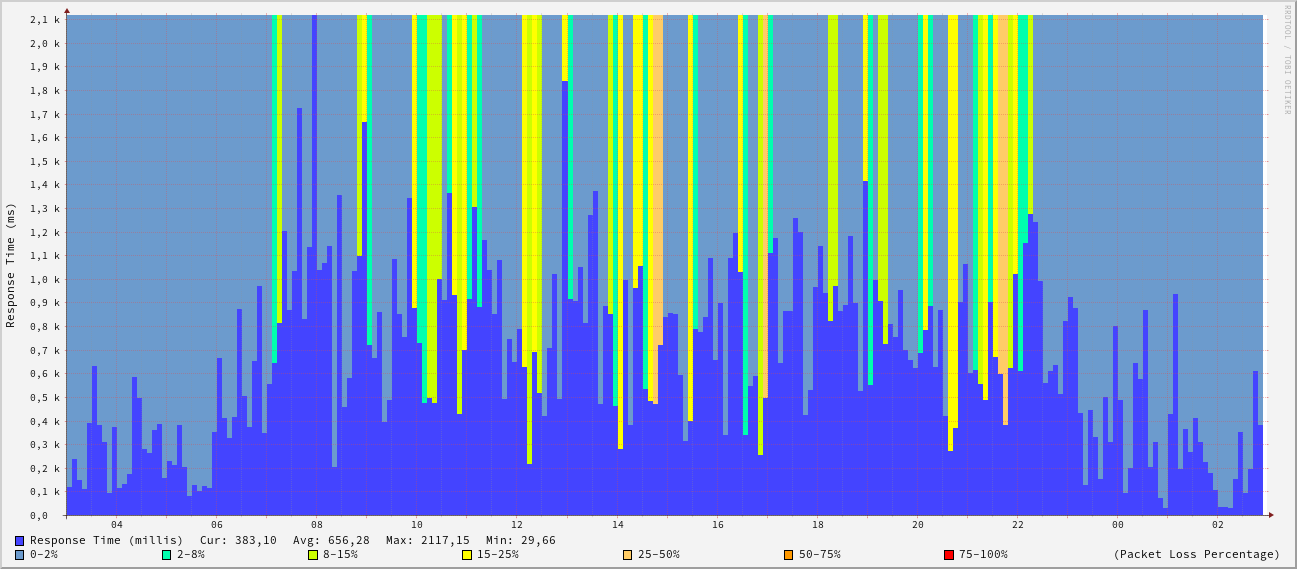 RRDTOOL / TOBI OETIKER
Response Time (ms)
2,1 k
2,0 k
1,9 k
1,8 k
1,7 k
1,6 k
1,5 k
1,4 k
1,3 k
1,2 k
1,1 k
1,0 k
0,9 k
0,8 k
0,7 k
0,6 k
0,5 k
0,4 k
0,3 k
0,2 k
0,1 k
0,0
04 06 08 10 12 14 16 18 20 22 00 02
Response Time (millis) Cur: 383,10 Avg: 656,28 Max: 2117,15 Min: 29,66
0-2% 2-8% 8-15% 15-25% 25-50% 50-75% 75-100% (Packet Loss Percentage)